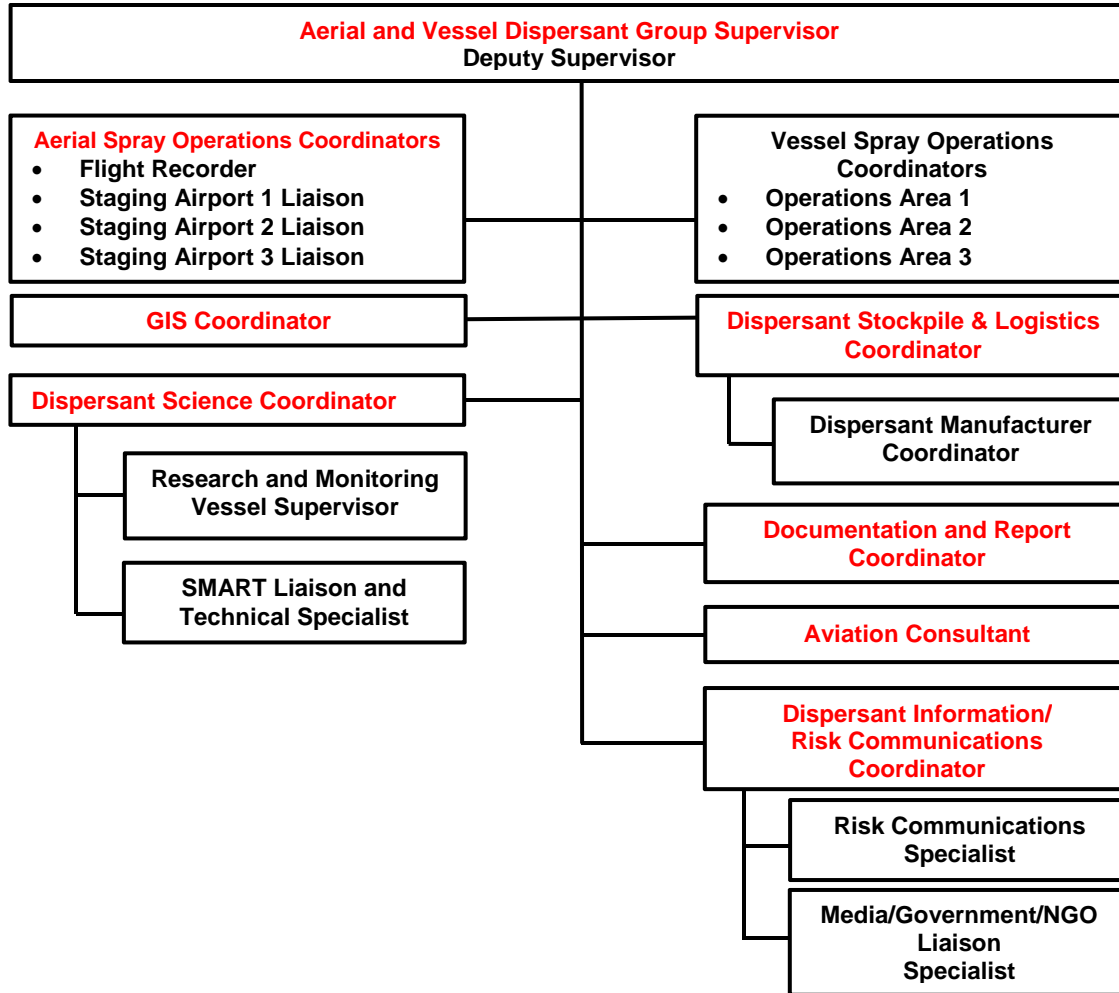 Aerial and Vessel Dispersant Group Supervisor
Deputy Supervisor
Aerial Spray Operations Coordinators
• Flight Recorder
• Staging Airport 1 Liaison
• Staging Airport 2 Liaison
• Staging Airport 3 Liaison
Vessel Spray Operations
Coordinators
• Operations Area 1
• Operations Area 2
• Operations Area 3
GIS Coordinator
Dispersant Stockpile & Logistics
Coordinator
Dispersant Science Coordinator
Dispersant Manufacturer
Coordinator
Research and Monitoring
Vessel Supervisor
Documentation and Report
Coordinator
SMART Liaison and
Technical Specialist
Aviation Consultant
Dispersant Information/
Risk Communications
Coordinator
Risk Communications
Specialist
Media/Government/NGO
Liaison
Specialist